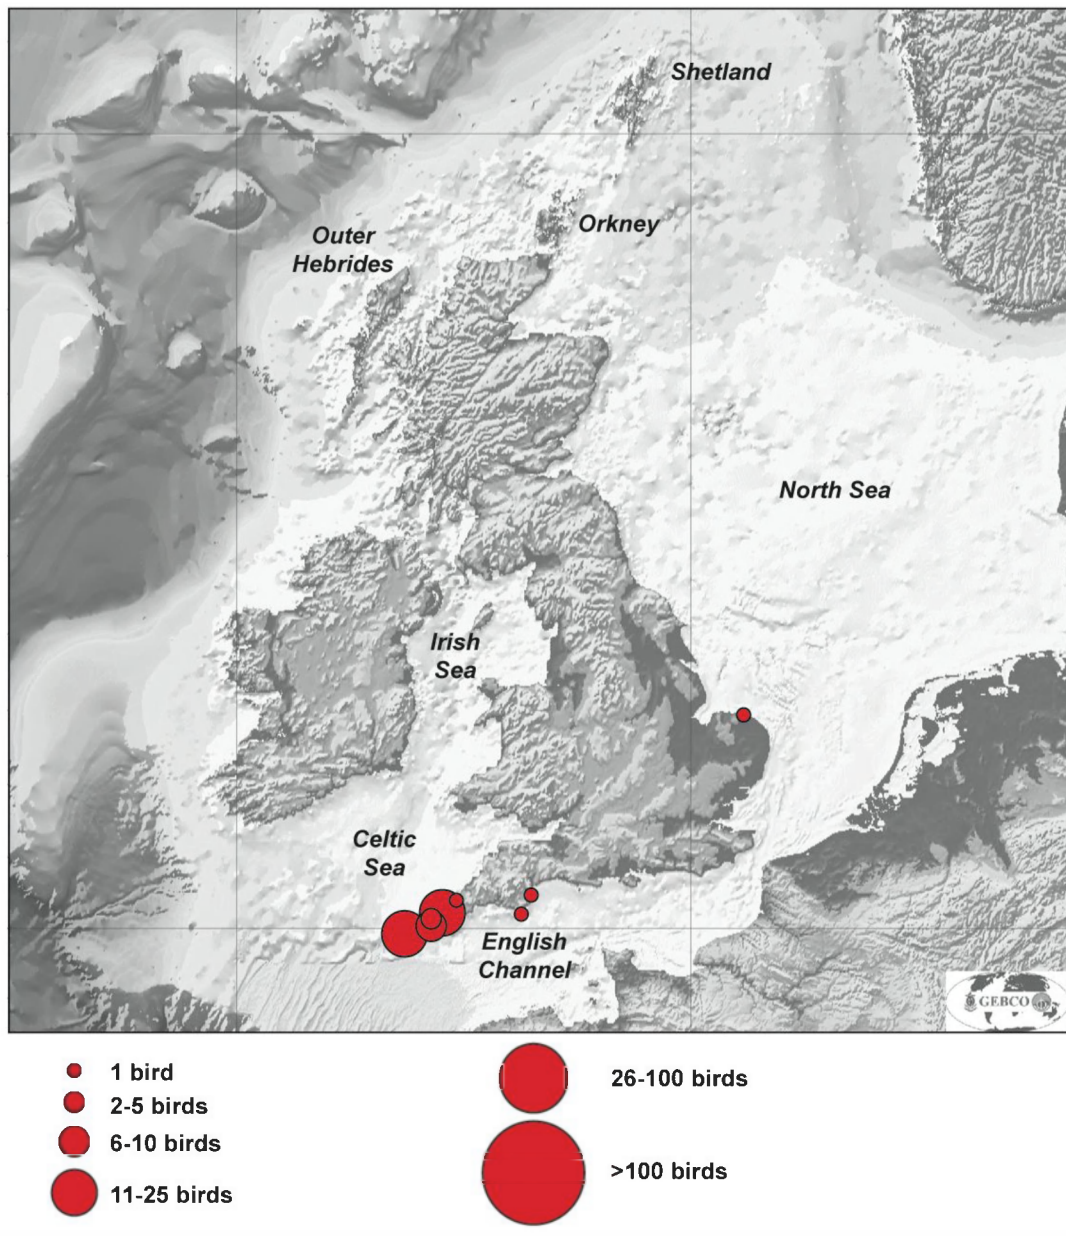 Shetland
Orkney
Outer
Hebrides
North Sea
Irish
Sea
Celtic
Sea
English
Channel
GEBCO
1 bird
2-5 birds
6-10 birds
11-25 birds
26-100 birds
>100 birds